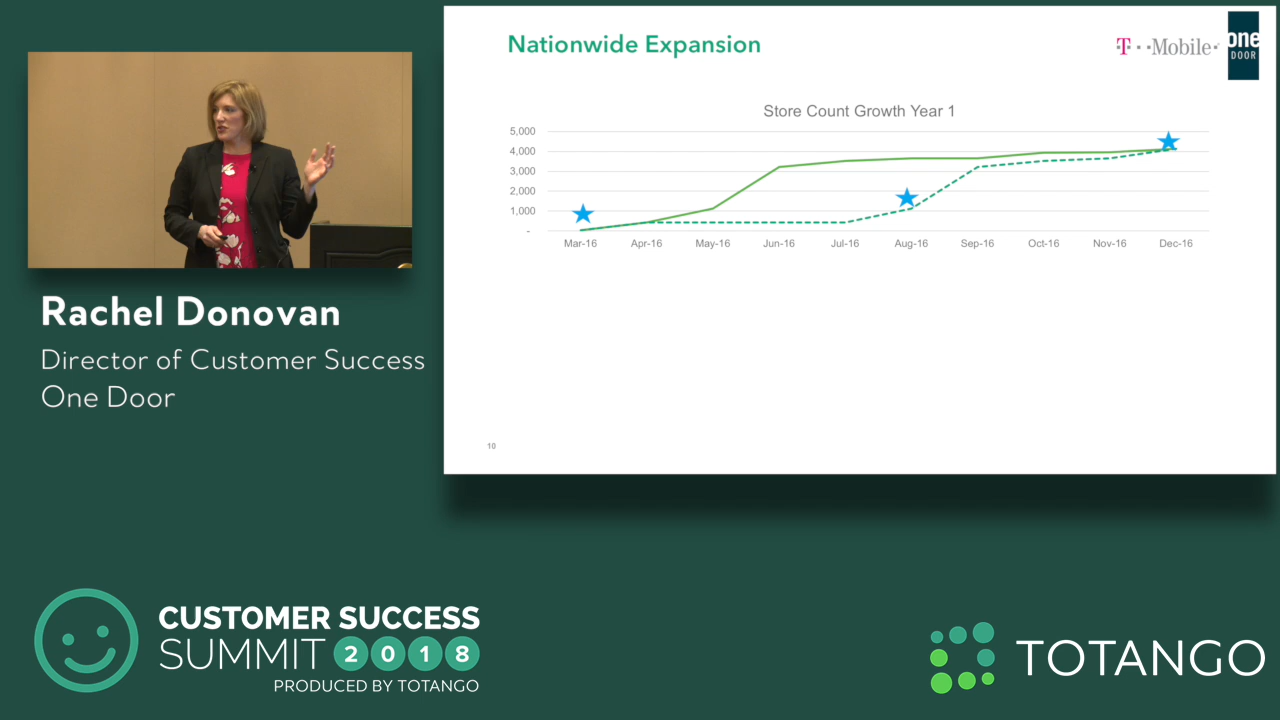 Nationwide Expansion
T··Mobile·
one
DOOR
Store Count Growth Year 1
5,000
4,000
3,000
2,000
1,000
-
Mar-16 Apr-16 May-16 Jun-16 Jul-16 Aug-16 Sep-16 Oct-16 Nov-16 Dec-16
10
Rachel Donovan
Director of Customer Success
One Door
CUSTOMER SUCCESS
SUMMIT 2018
PRODUCED BY TOTANGO
TOTANGO